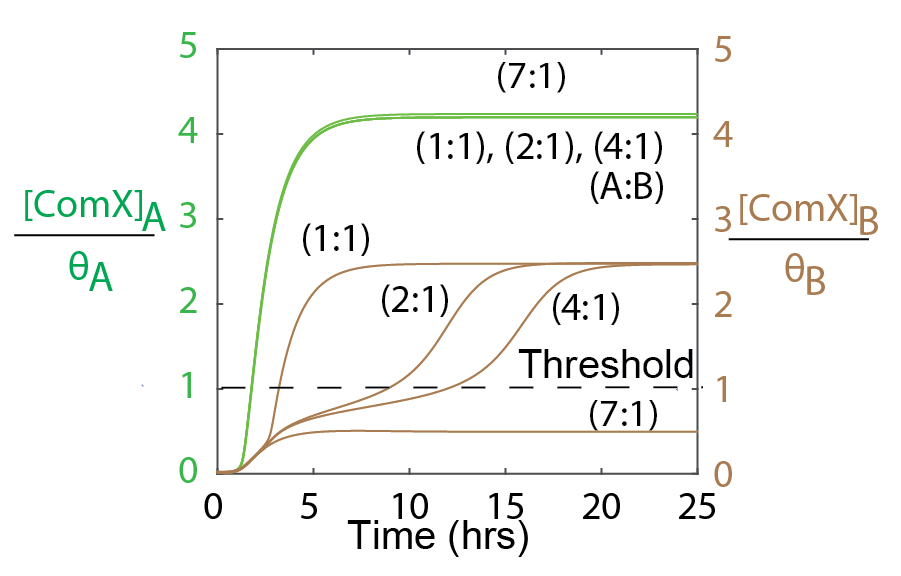 5
4
3
2
1
0
[ComX]A
θA
(7:1)
(1:1), (2:1), (4:1)
(A:B)
(1:1)
(2:1)
(4:1)
Threshold
(7:1)
5
4
3
2
1
0
[ComX]B
θB
0 5 10 15 20 25
Time (hrs)